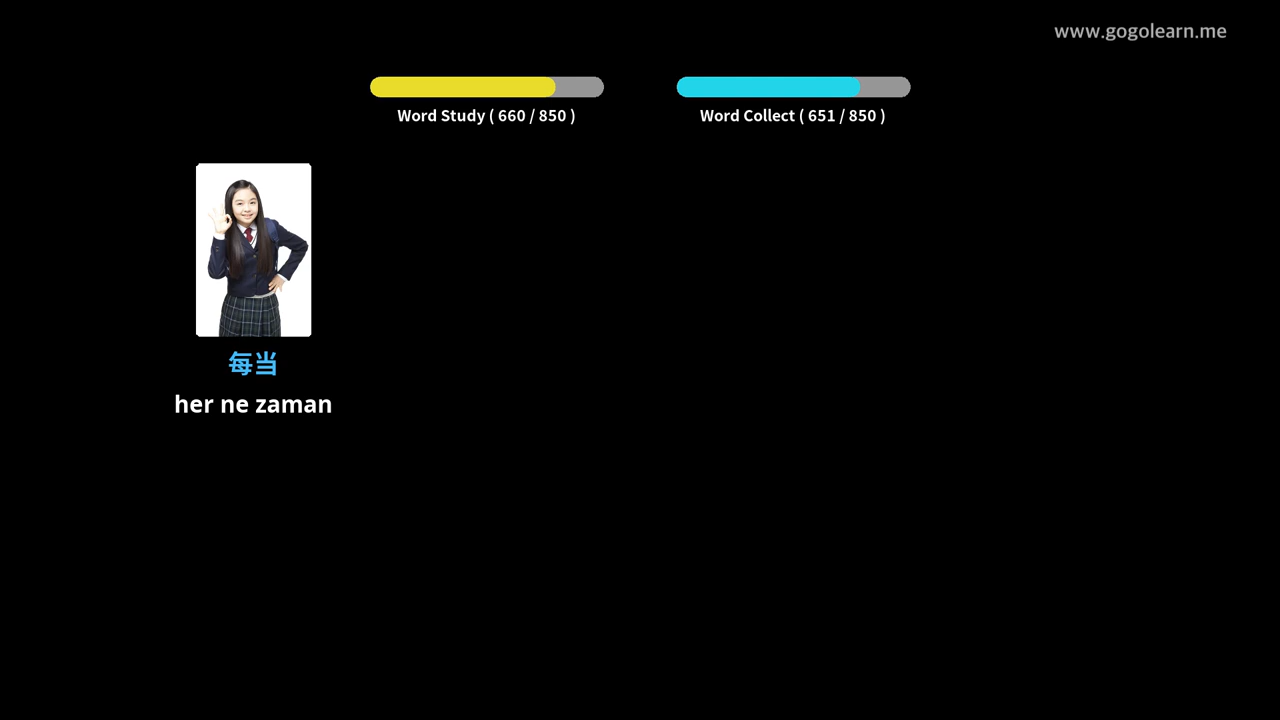 www.gogolearn.me
Word Study ( 660 / 850 )
Word Collect ( 651 / 850 )
每当
her ne zaman